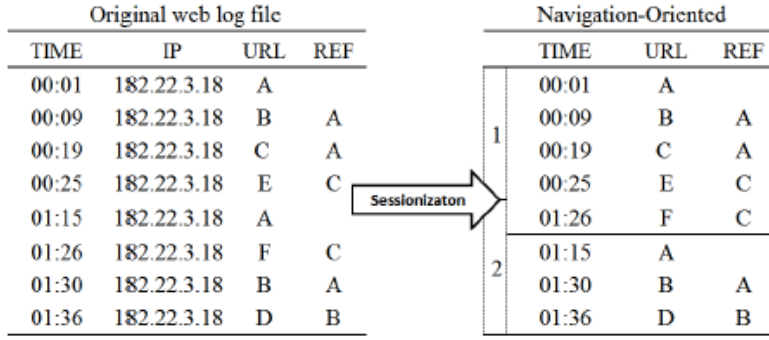 Original web log file
TIME IP URL REF
00:01 182.22.3.18 A
00:09 182.22.3.18 B A
00:19 182.22.3.18 C A
00:25 182.22.3.18 E C
01:15 182.22.3.18 A
01:26 182.22.3.18 F C
01:30 182.22.3.18 B A
01:36 182.22.3.18 D B
Sessionizaton
Navigation-Oriented
TIME URL REF
1
00:01 A
00:09 B A
00:19 C A
00:25 E C
01:26 F C
2
01:15 A
01:30 B A
01:36 D B